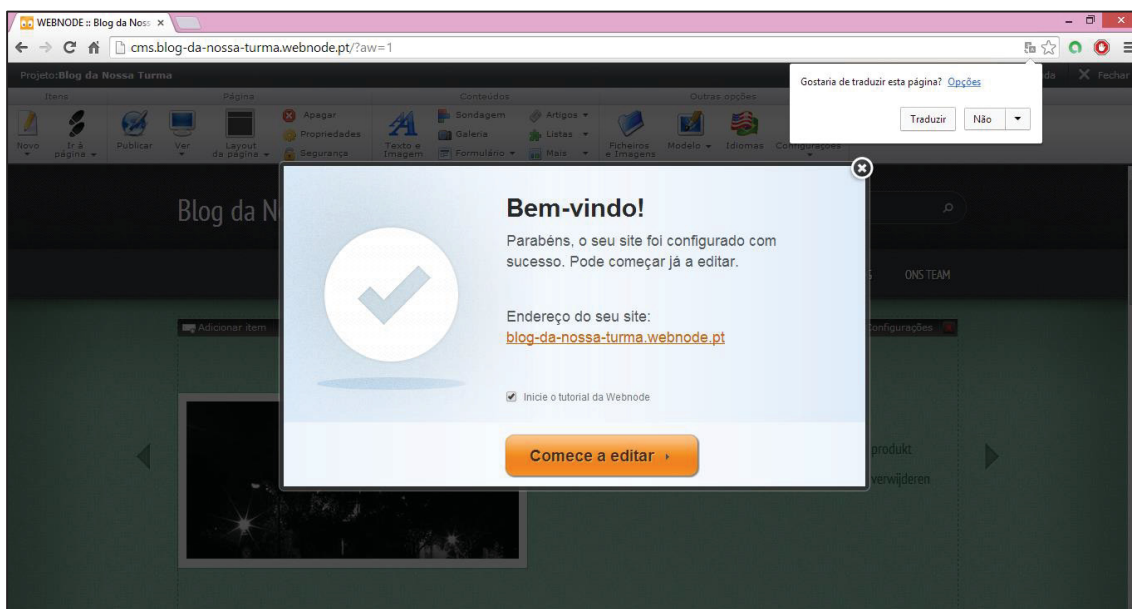 WEBNODE :: Blog da Noss
cms.blog-da-nossa-turma.webnode.pt/?aw=1
Projeto:Blog da Nossa Turma
Fechar
Gostaria de traduzir esta página? Opções
Traduzir Não
Itens Página Conteúdos Outras opções
Novo
Ir à página
Publicar
Ver
Layout da página
Apagar
Propriedades
Segurança
Texto e Imagem
Sondagem
Galeria
Formulário
Artigos
Listas
Mais
Ficheiros e Imagens
Modelo
Idiomas
Configurações
Blog da N
ONS TEAM
Adicionar item
Configurações
Bem-vindo!
Parabéns, o seu site foi configurado com
sucesso. Pode começar já a editar.
Endereço do seu site:
blog-da-nossa-turma.webnode.pt
Inicie o tutorial da Webnode
Comece a editar
produkt
verwijderen